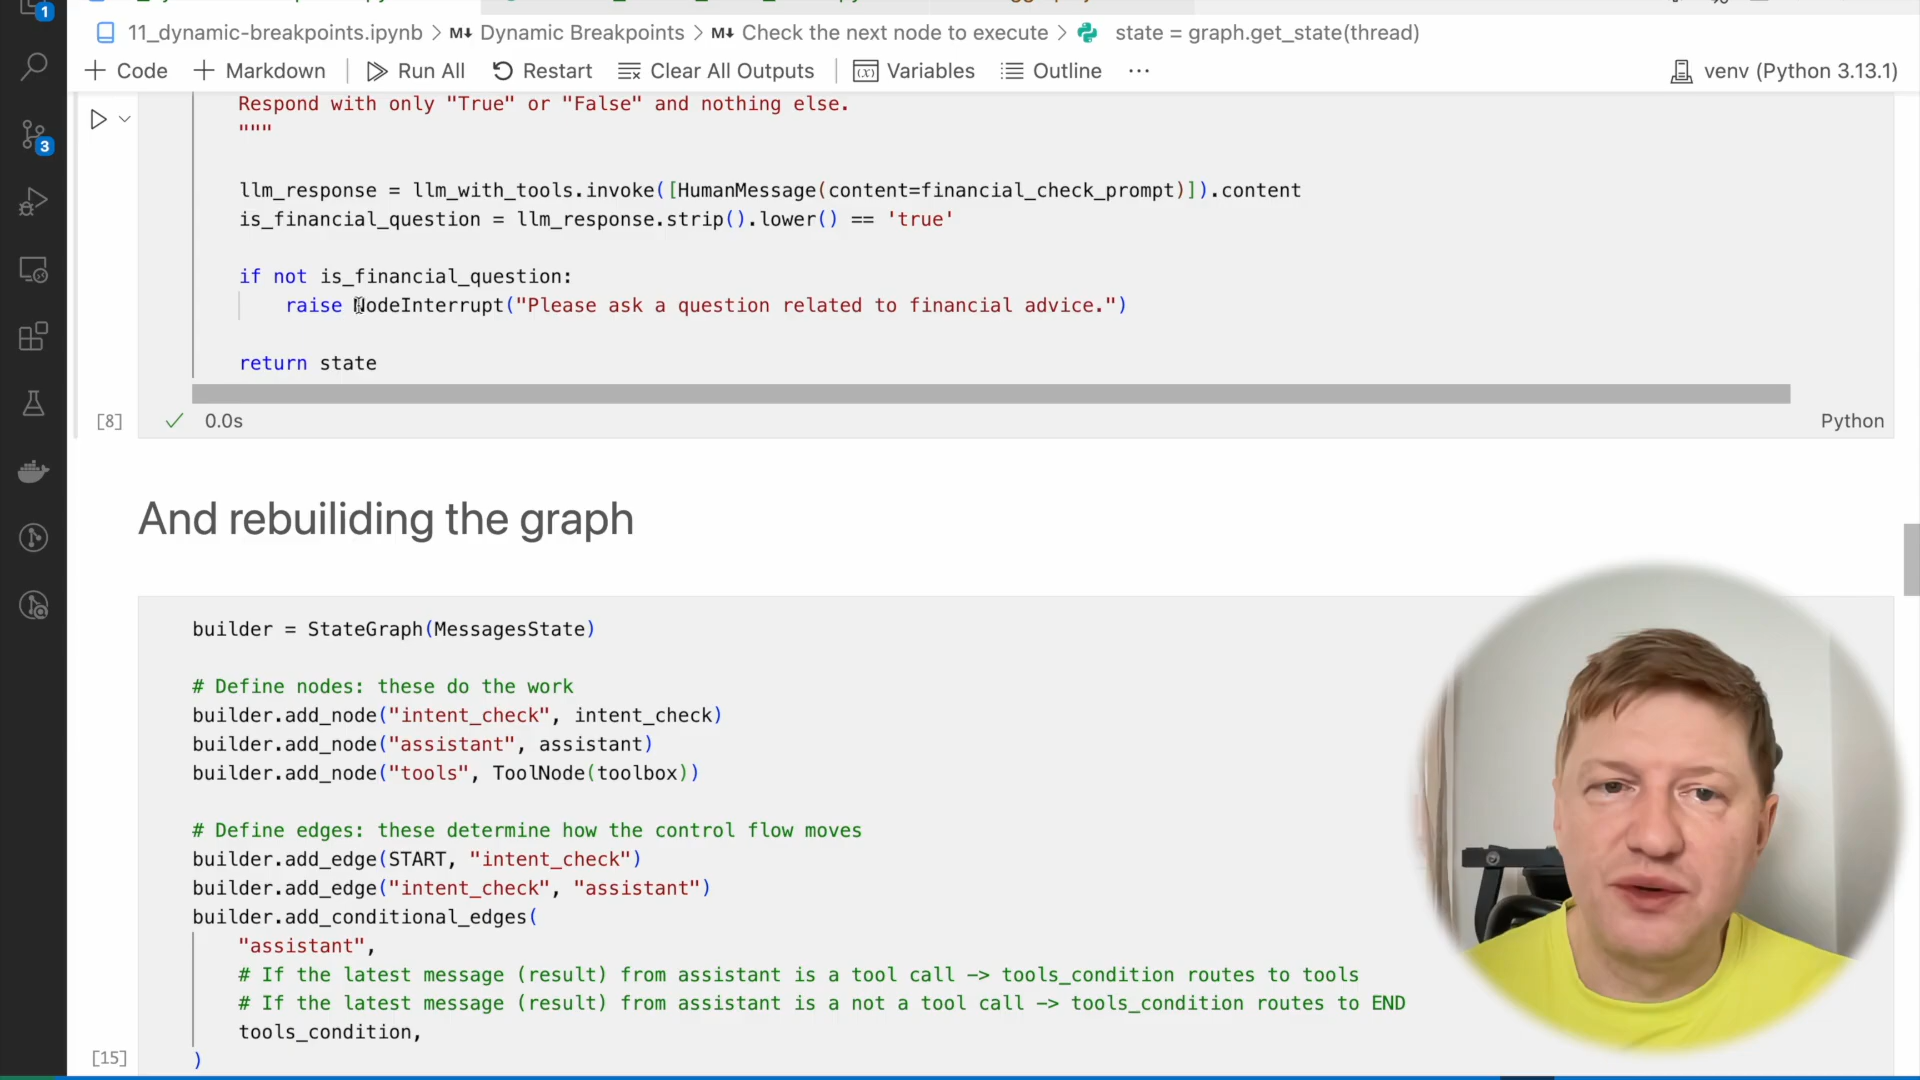 1
11_dynamic-breakpoints.ipynb > M↓ Dynamic Breakpoints > M↓ Check the next node to execute > state = graph.get_state(thread)
+ Code + Markdown | Run All Restart Clear All Outputs | Variables Outline ··· venv (Python 3.13.1)
Respond with only "True" or "False" and nothing else.
"""
3
llm_response = llm_with_tools.invoke([HumanMessage(content=financial_check_prompt)]).content
is_financial_question = llm_response.strip().lower() == 'true'
if not is_financial_question:
raise NodeInterrupt("Please ask a question related to financial advice.")
return state
[8] 0.0s Python
And rebuiliding the graph
builder = StateGraph(MessagesState)
# Define nodes: these do the work
builder.add_node("intent_check", intent_check)
builder.add_node("assistant", assistant)
builder.add_node("tools", ToolNode(toolbox))
# Define edges: these determine how the control flow moves
builder.add_edge(START, "intent_check")
builder.add_edge("intent_check", "assistant")
builder.add_conditional_edges(
"assistant",
# If the latest message (result) from assistant is a tool call -> tools_condition routes to tools
# If the latest message (result) from assistant is a not a tool call -> tools_condition routes to END
tools_condition,
[15] )